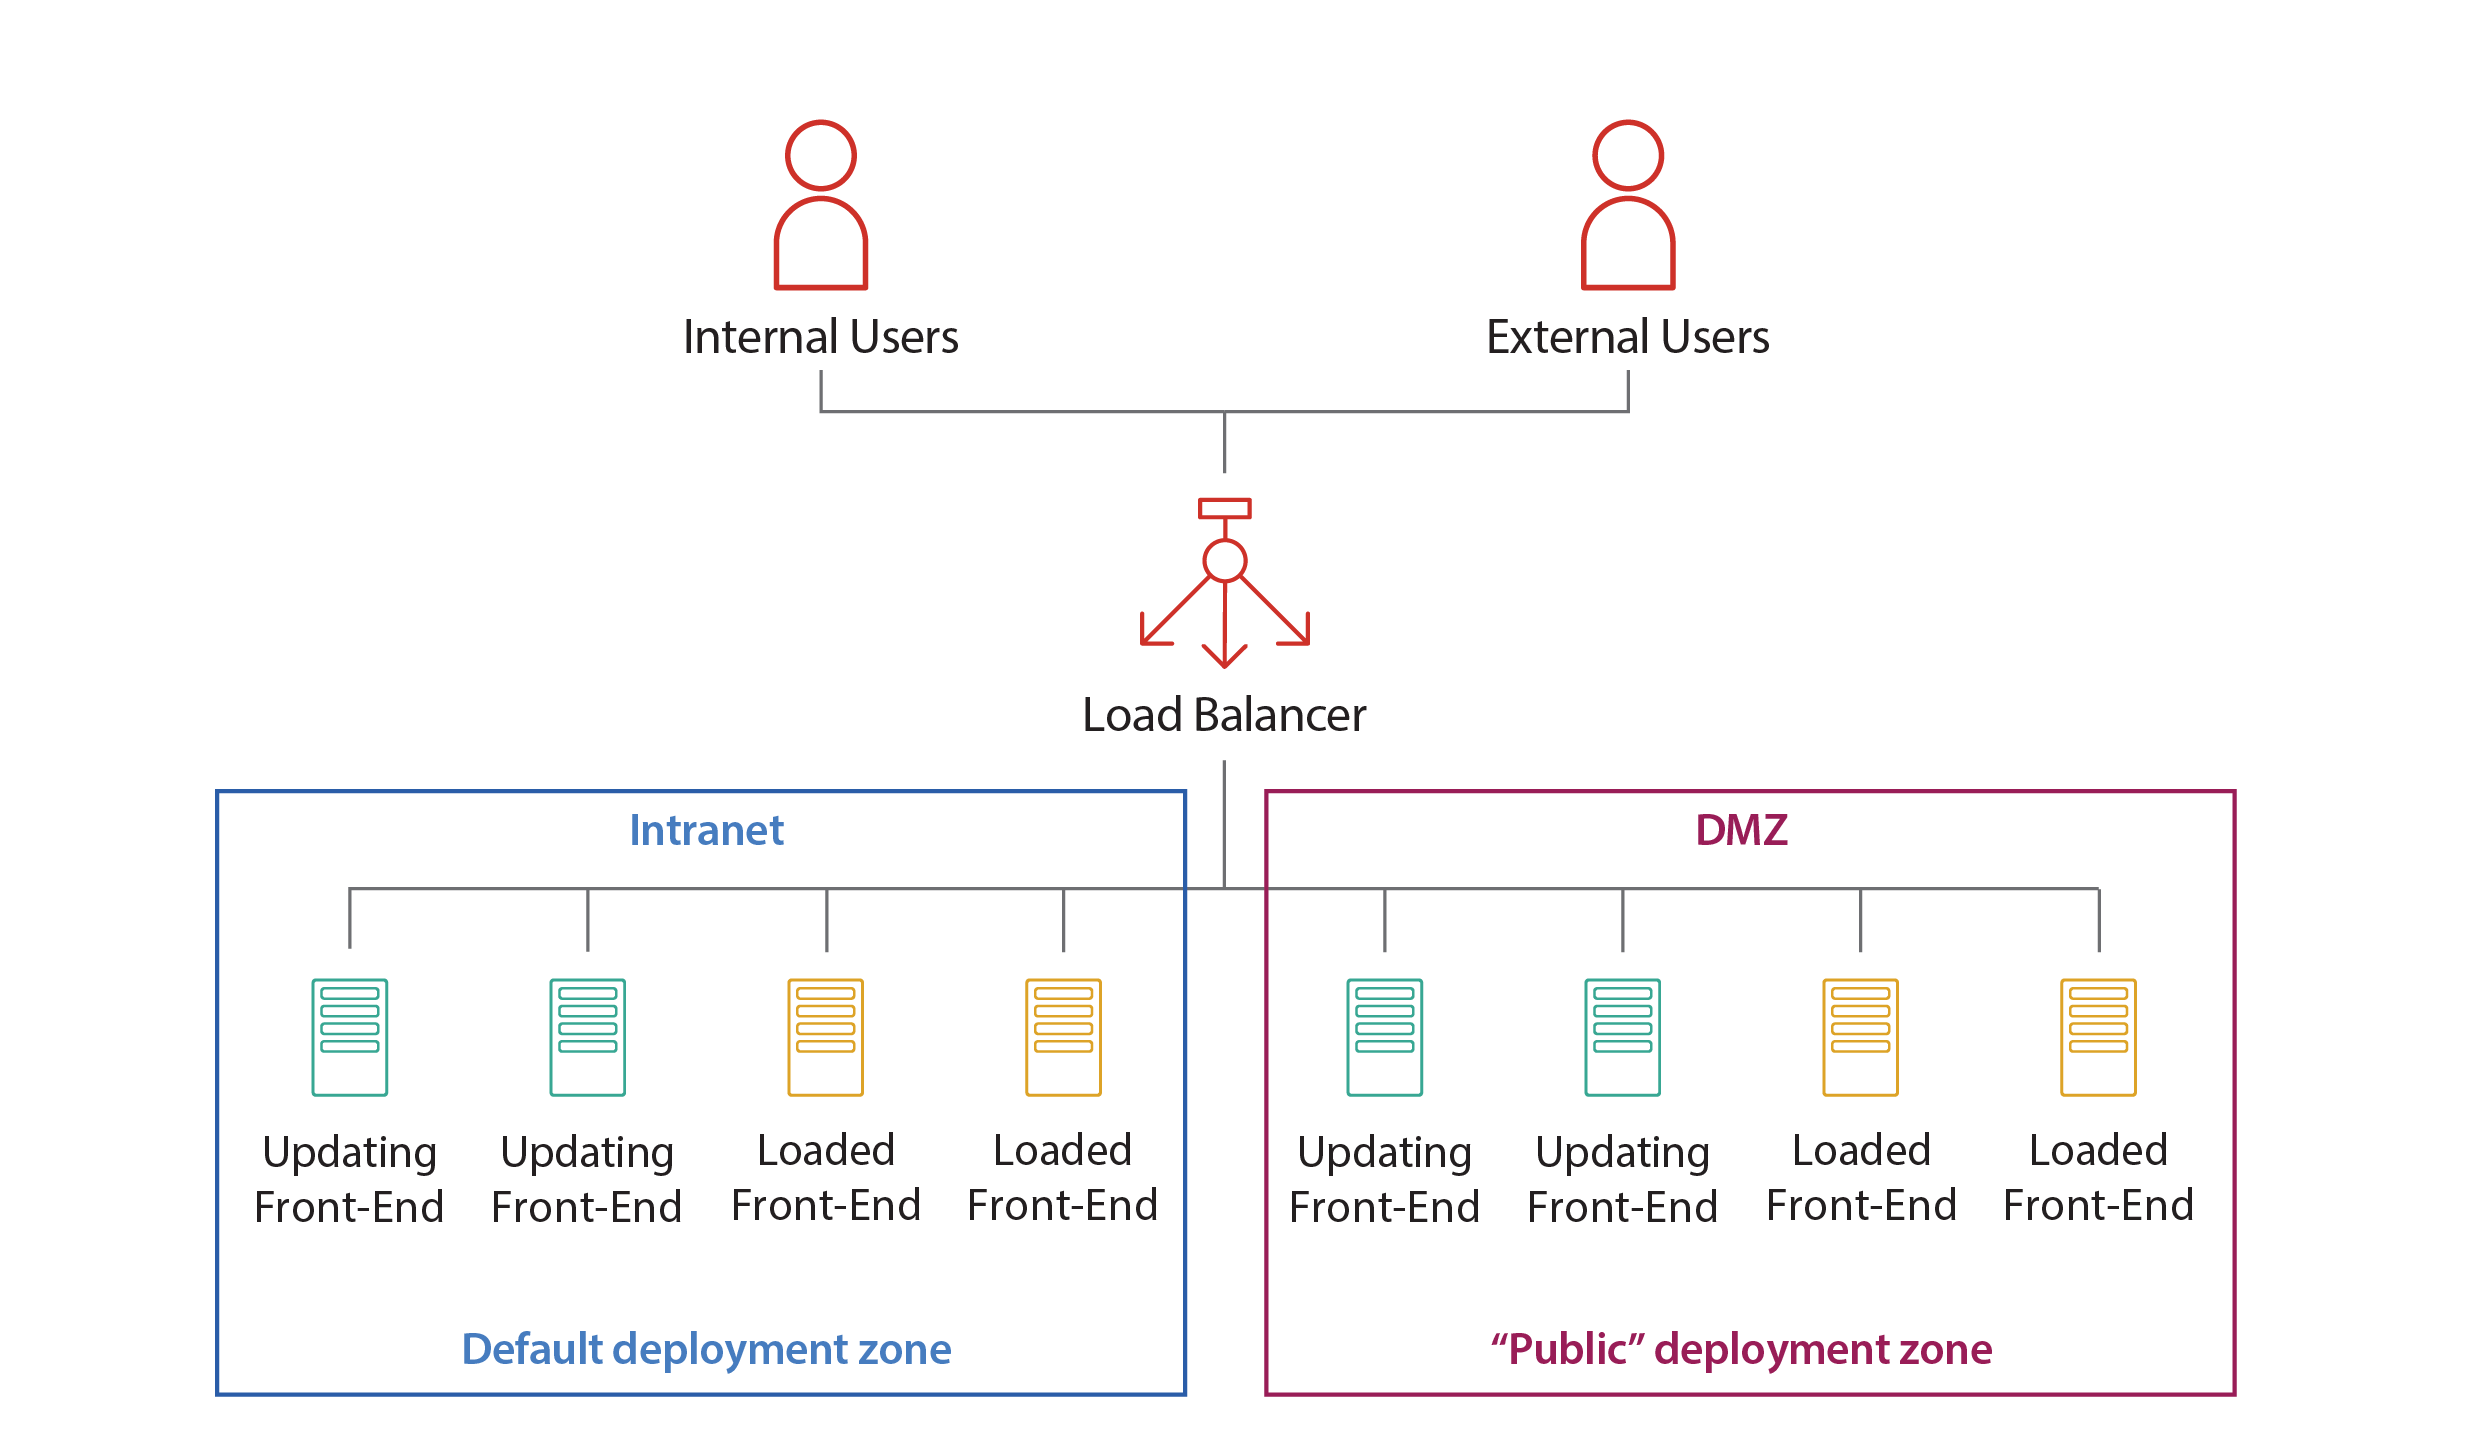 Internal Users
External Users
Load Balancer
Intranet
Updating
Front-End
Updating
Front-End
Loaded
Front-End
Loaded
Front-End
Default deployment zone
DMZ
Updating
Front-End
Updating
Front-End
Loaded
Front-End
Loaded
Front-End
“Public” deployment zone